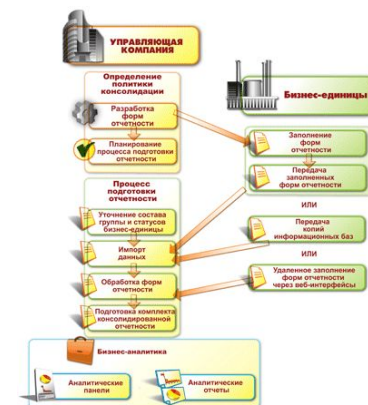 УПРАВЛЯЮЩАЯ
КОМПАНИЯ
Определение
политики
консолидации
Разработка
форм
отчетности
Планирование
процесса подготовки
отчетности
Процесс
подготовки
отчетности
Уточнение состава
группы и статусов
бизнес-единицы
Импорт
данных
Обработка форм
отчетности
Подготовка комплекта
консолидированной
отчетности
Бизнес-единицы
Заполнение
форм
отчетности
Передача
заполненных
форм отчетности
ИЛИ
Передача
копий
информационных баз
ИЛИ
Удаленное заполнение
форм отчетности
через веб-интерфейсы
Бизнес-аналитика
Аналитические
панели
Аналитические
отчеты